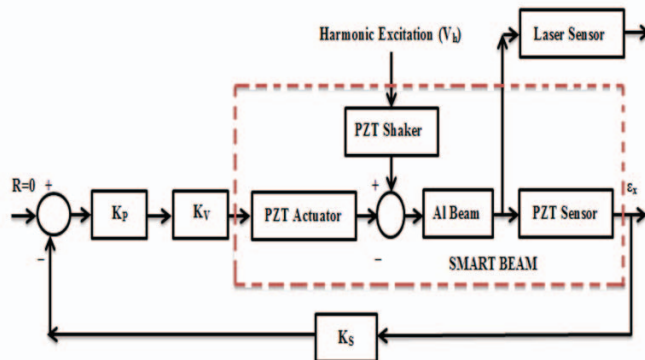 Harmonic Excitation (Vh)
Laser Sensor
PZT Shaker
R=0
+
+
εx
KP
KV
PZT Actuator
Al Beam
PZT Sensor
−
−
SMART BEAM
KS